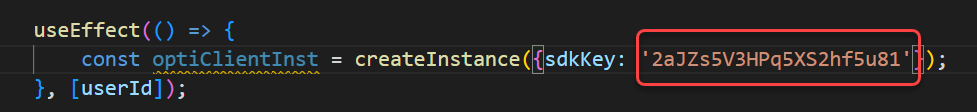 useEffect(() => {
const optiClientInst = createInstance({sdkKey: '2aJZs5V3HPq5XS2hf5u81'});
}, [userId]);